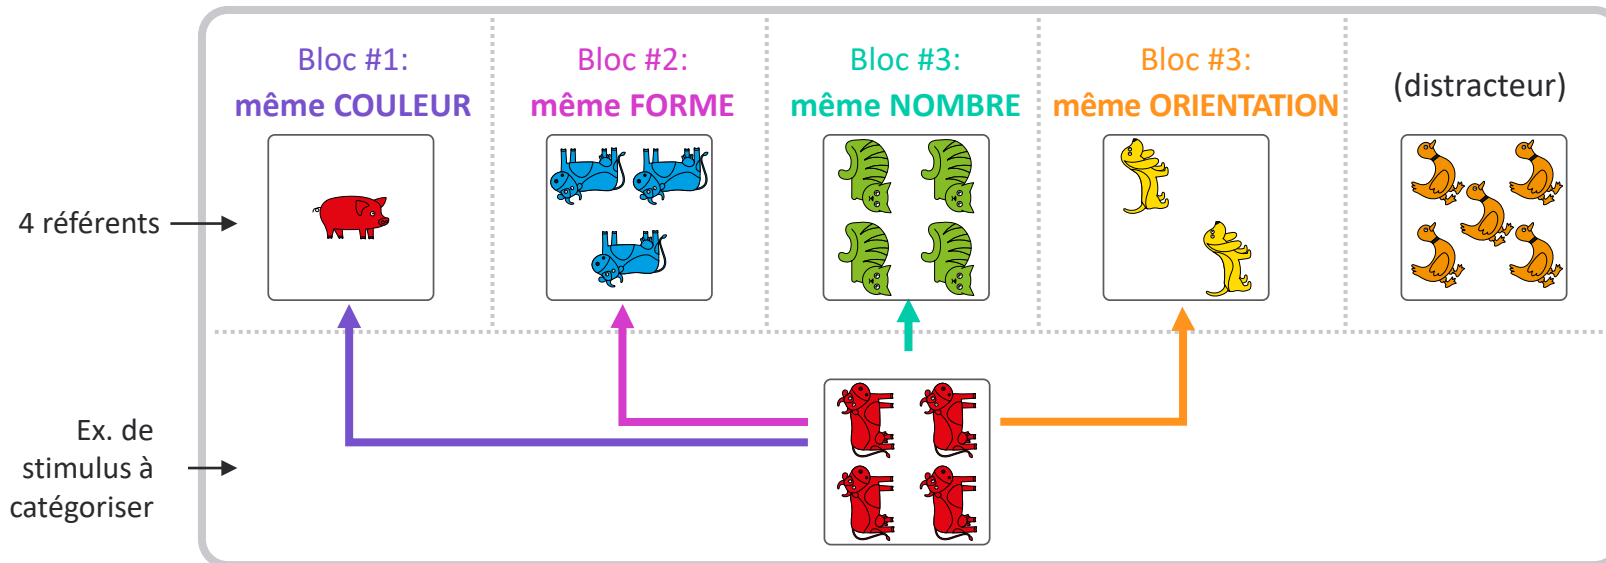 Bloc #1:
même COULEUR
Bloc #2:
même FORME
Bloc #3:
même NOMBRE
Bloc #3:
même ORIENTATION
(distracteur)
4 référents
Ex. de
stimulus à
catégoriser